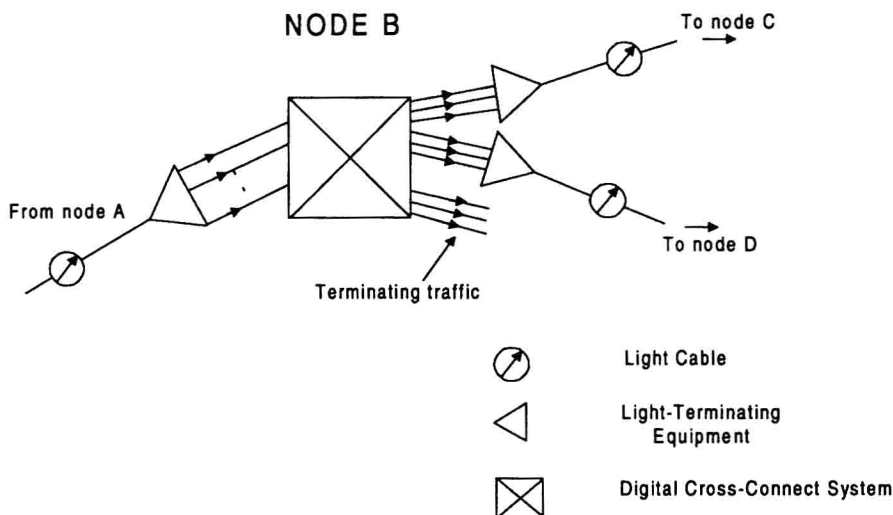 NODE B
To node C
From node A
To node D
Terminating traffic
Light Cable
Light-Terminating
Equipment
Digital Cross-Connect System